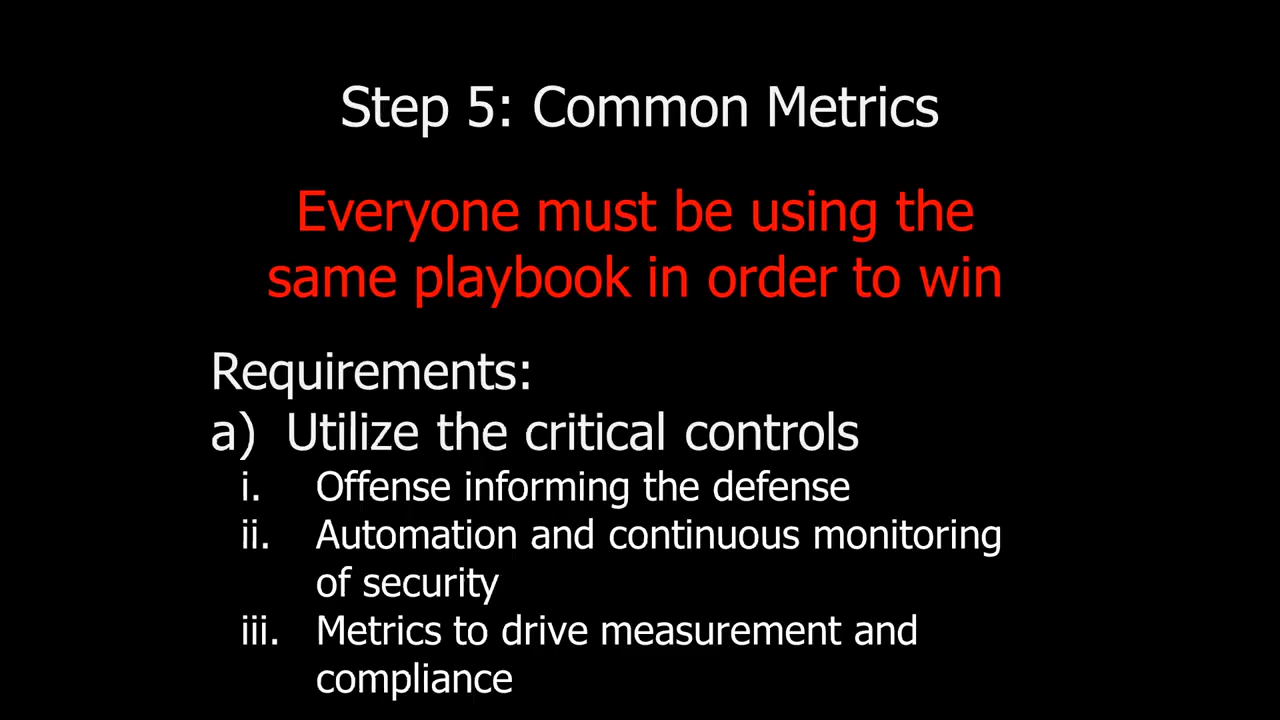 Step 5: Common Metrics
Everyone must be using the
same playbook in order to win
Requirements:
a) Utilize the critical controls
i. Offense informing the defense
ii. Automation and continuous monitoring
of security
iii. Metrics to drive measurement and
compliance